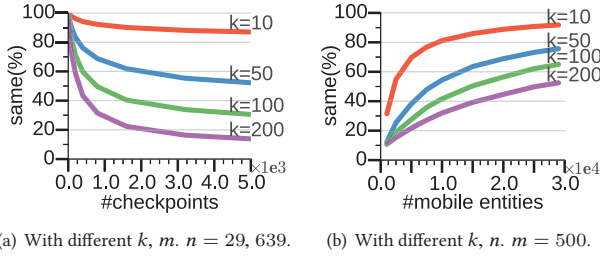 100
80
60
40
20
0
same(%)
k=10
k=50
k=100
k=200
0.0 1.0 2.0 3.0 4.0 5.0
×1e3
#checkpoints
(a) With different k, m. n = 29, 639.
100
80
60
40
20
0
same(%)
k=10
k=50
k=100
k=200
0.0 1.0 2.0 3.0
×1e4
#mobile entities
(b) With different k, n. m = 500.